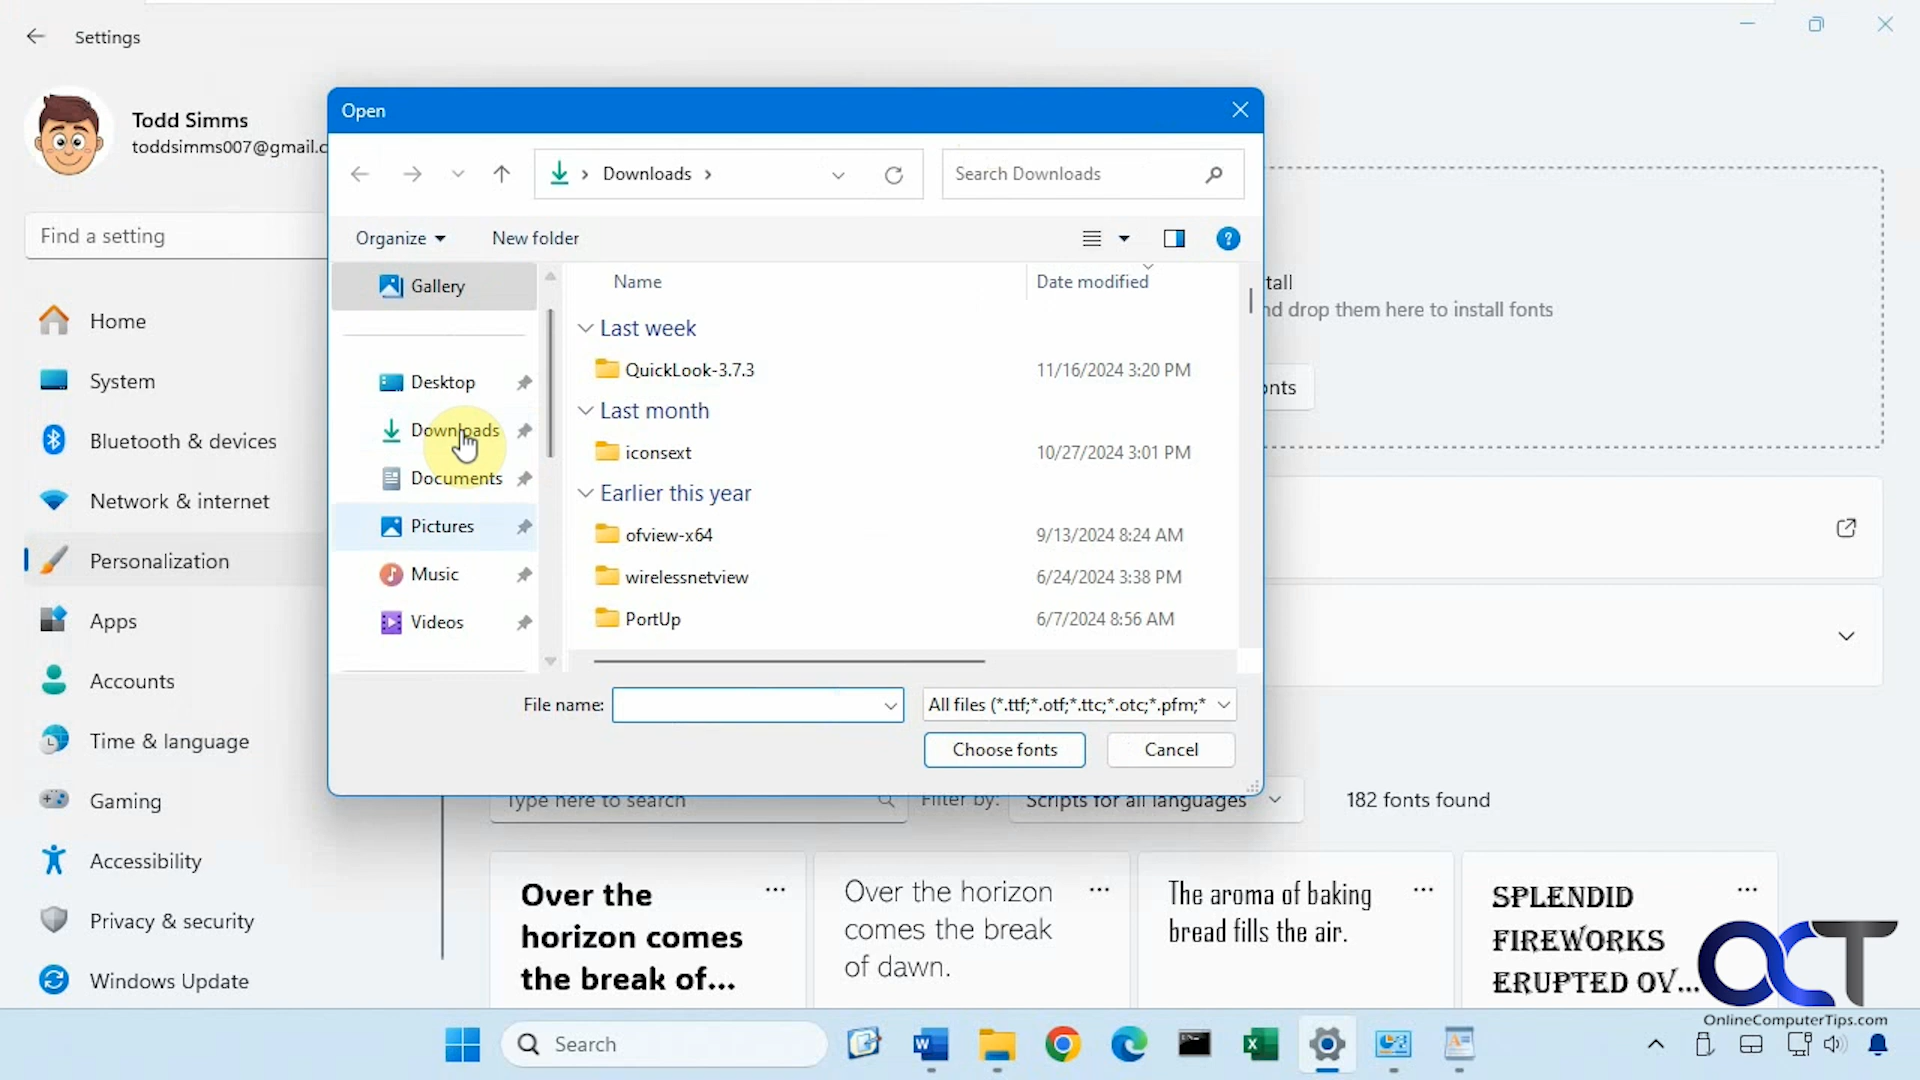 Settings
Todd Simms
toddsimms007@gmail.c
Find a setting
Home
System
Bluetooth & devices
Network & internet
Personalization
Apps
Accounts
Time & language
Gaming
Accessibility
Privacy & security
Windows Update
Open
Downloads
Search Downloads
Organize
New folder
Gallery
Desktop
Downloads
Documents
Pictures
Music
Videos
Name
Date modified
Last week
QuickLook-3.7.3 11/16/2024 3:20 PM
Last month
iconsext 10/27/2024 3:01 PM
Earlier this year
ofview-x64 9/13/2024 8:24 AM
wirelessnetview 6/24/2024 3:38 PM
PortUp 6/7/2024 8:56 AM
File name:
All files (*.ttf;*.otf;*.ttc;*.otc;*.pfm;*
Choose fonts
Cancel
tall
nd drop them here to install fonts
nts
Type here to search
Filter by:
Scripts for all languages
182 fonts found
Over the
horizon comes
the break of...
Over the horizon
comes the break
of dawn.
The aroma of baking
bread fills the air.
SPLENDID
FIREWORKS
ERUPTED OV...
OCT
OnlineComputerTips.com
Search